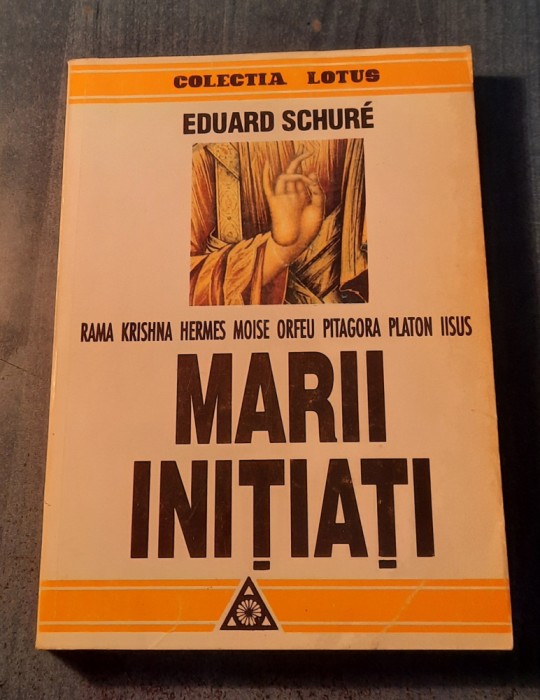 COLECTIA LOTUS
EDUARD SCHURÉ
RAMA KRISHNA HERMES MOISE ORFEU PITAGORA PLATON IISUS
MARII
INIȚIAȚI